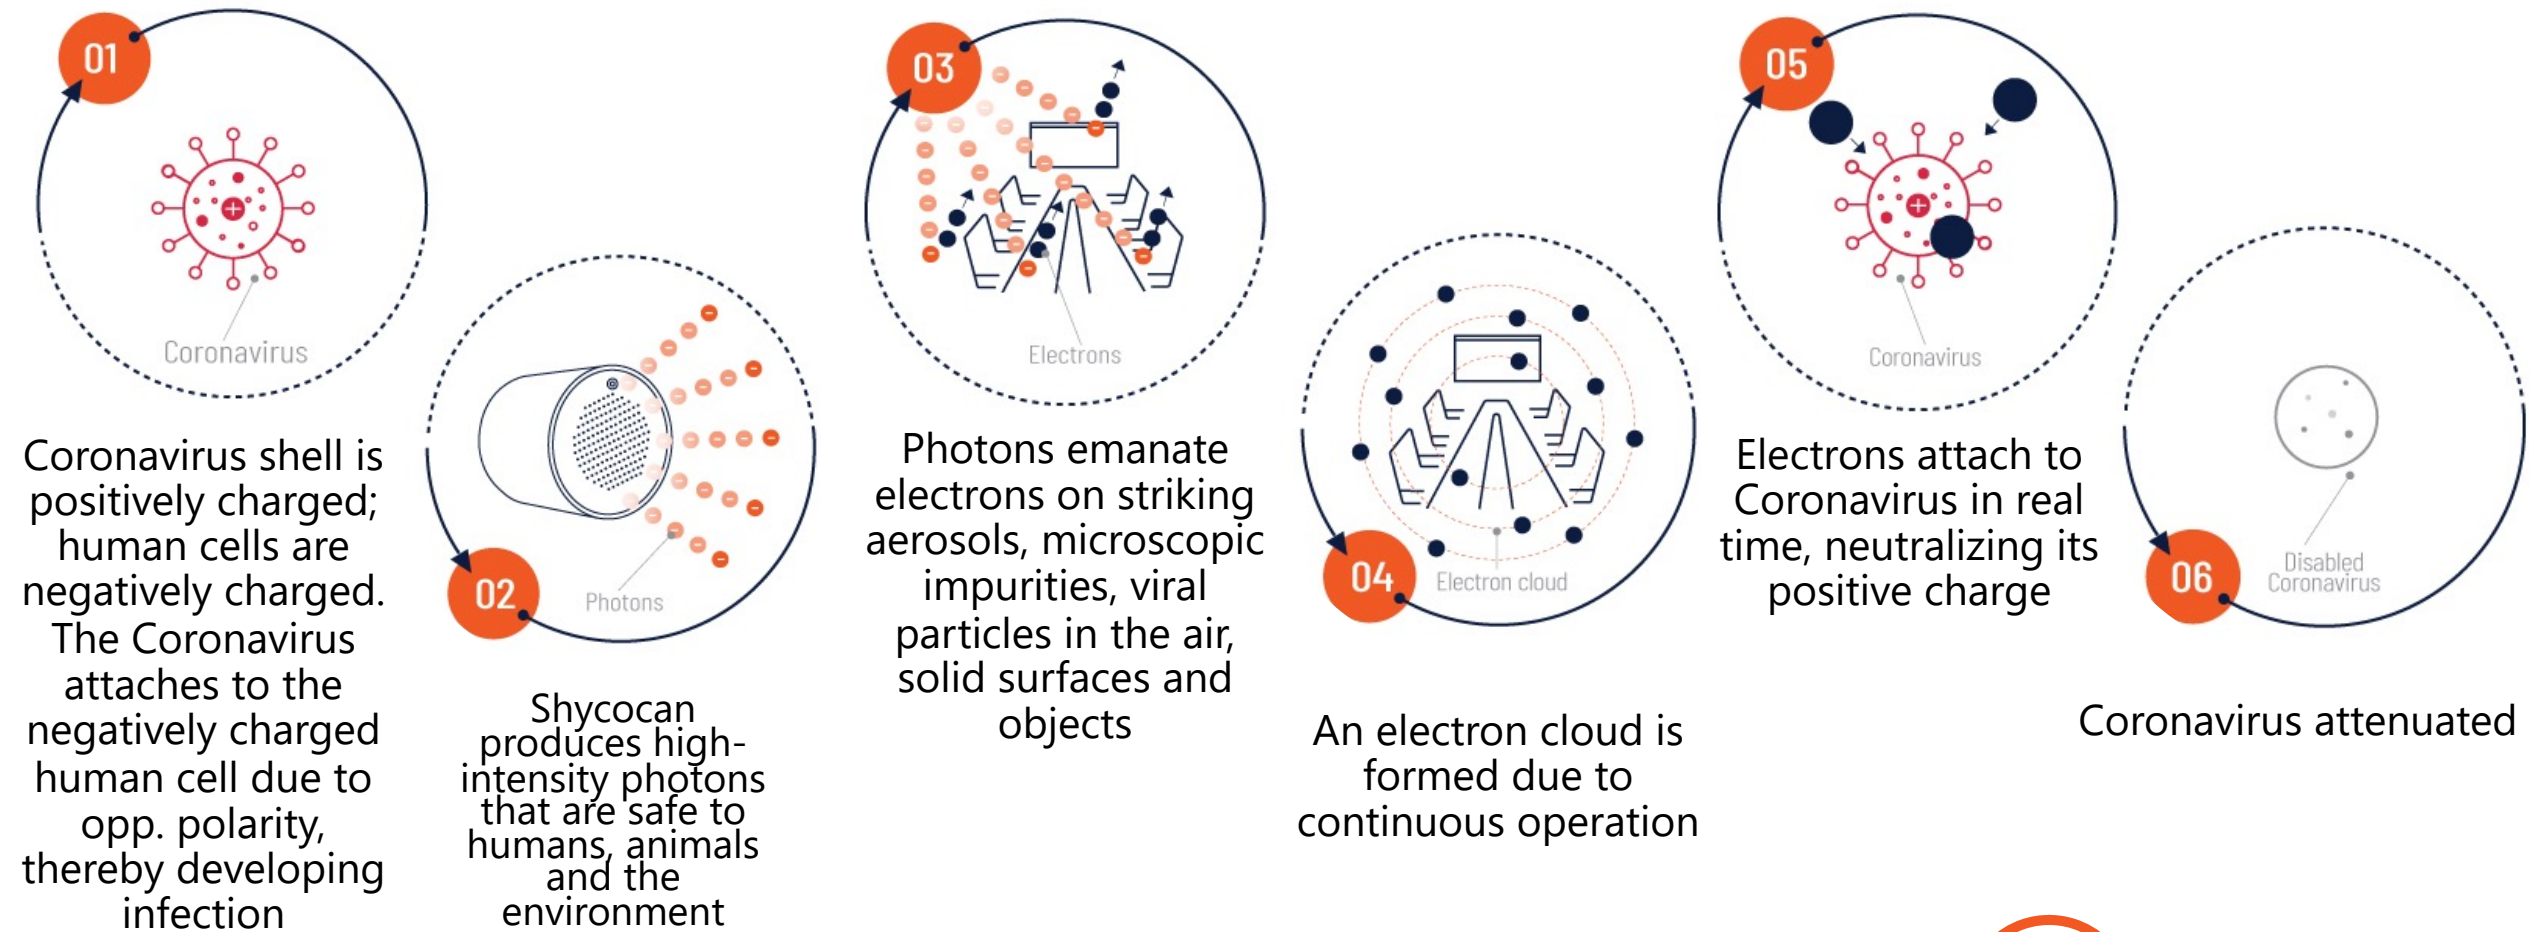 01
Coronavirus
Coronavirus shell is
positively charged;
human cells are
negatively charged.
The Coronavirus
attaches to the
negatively charged
human cell due to
opp. polarity,
thereby developing
infection
02
Photons
Shycocan
produces high-
intensity photons
that are safe to
humans, animals
and the
environment
03
Electrons
Photons emanate
electrons on striking
aerosols, microscopic
impurities, viral
particles in the air,
solid surfaces and
objects
04
Electron cloud
An electron cloud is
formed due to
continuous operation
05
Coronavirus
Electrons attach to
Coronavirus in real
time, neutralizing its
positive charge
06
Disabled
Coronavirus
Coronavirus attenuated